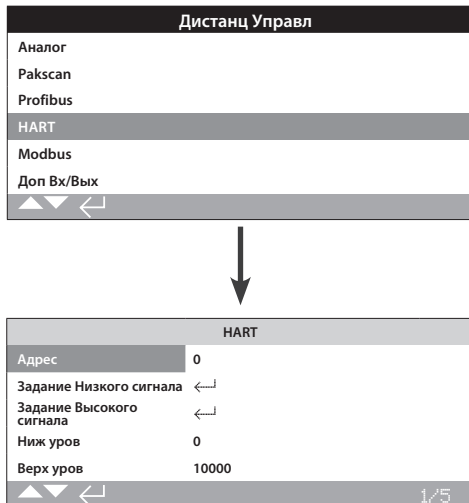 Дистанц Управл
Аналог
Pakscan
Profibus
HART
Modbus
Доп Вх/Вых
HART
Адрес 0
Задание Низкого сигнала
Задание Высокого
сигнала
Ниж уров 0
Верх уров 10000
1/5